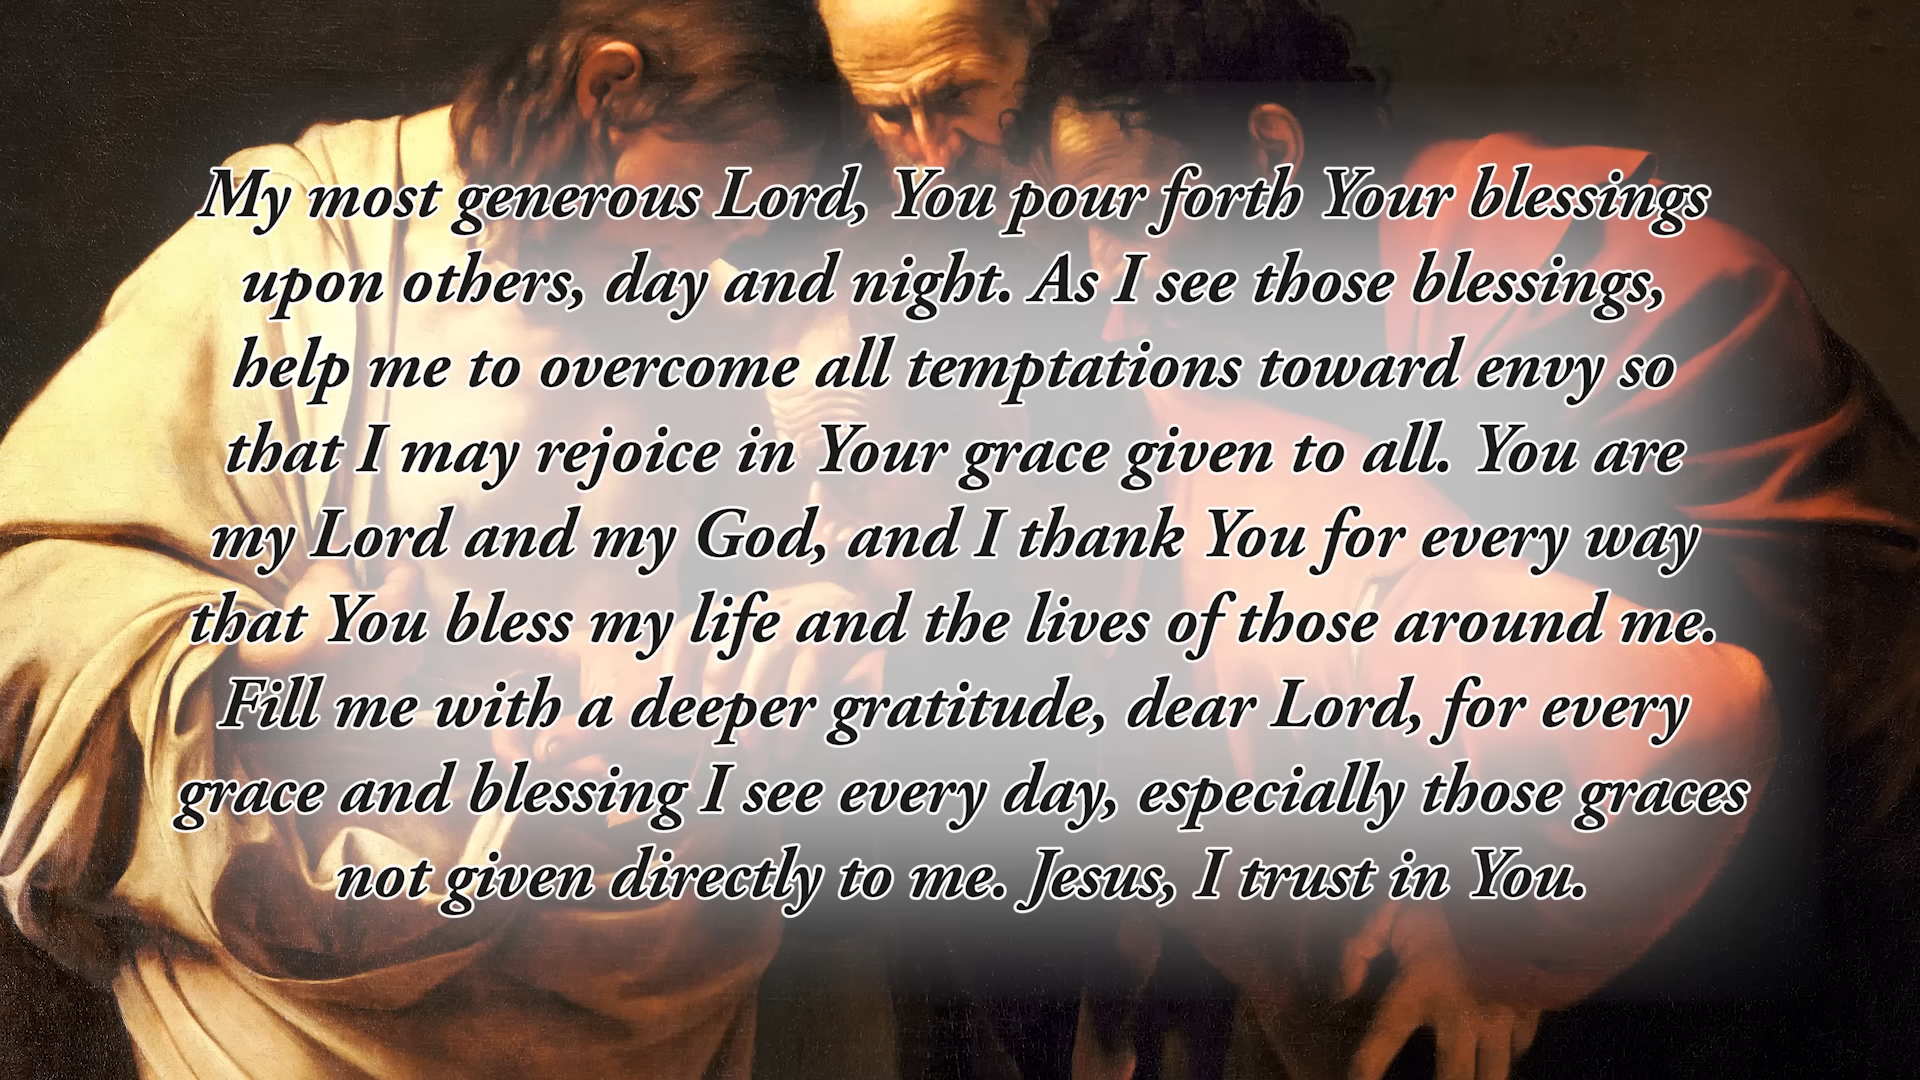 My most generous Lord, You pour forth Your blessings
upon others, day and night. As I see those blessings,
help me to overcome all temptations toward envy so
that I may rejoice in Your grace given to all. You are
my Lord and my God, and I thank You for every way
that You bless my life and the lives of those around me.
Fill me with a deeper gratitude, dear Lord, for every
grace and blessing I see every day, especially those graces
not given directly to me. Jesus, I trust in You.